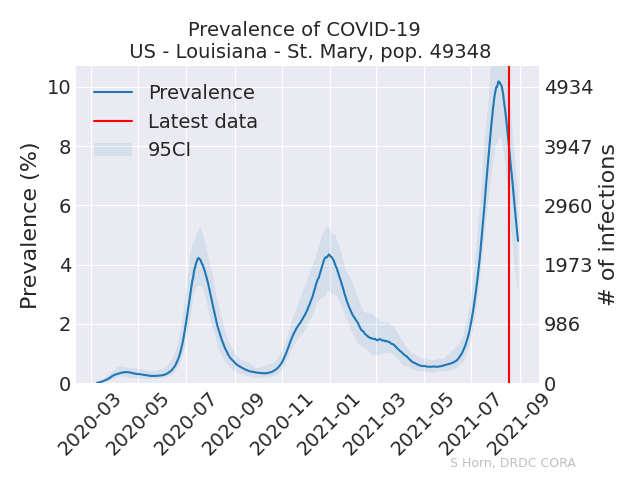 Prevalence of COVID-19
US - Louisiana - St. Mary, pop. 49348
Prevalence
Latest data
95CI
Prevalence (%)
10
8
6
4
2
0
4934
3947
2960
1973
986
0
# of infections
2020-03
2020-05
2020-07
2020-09
2020-11
2021-01
2021-03
2021-05
2021-07
2021-09
S Horn, DRDC CORA